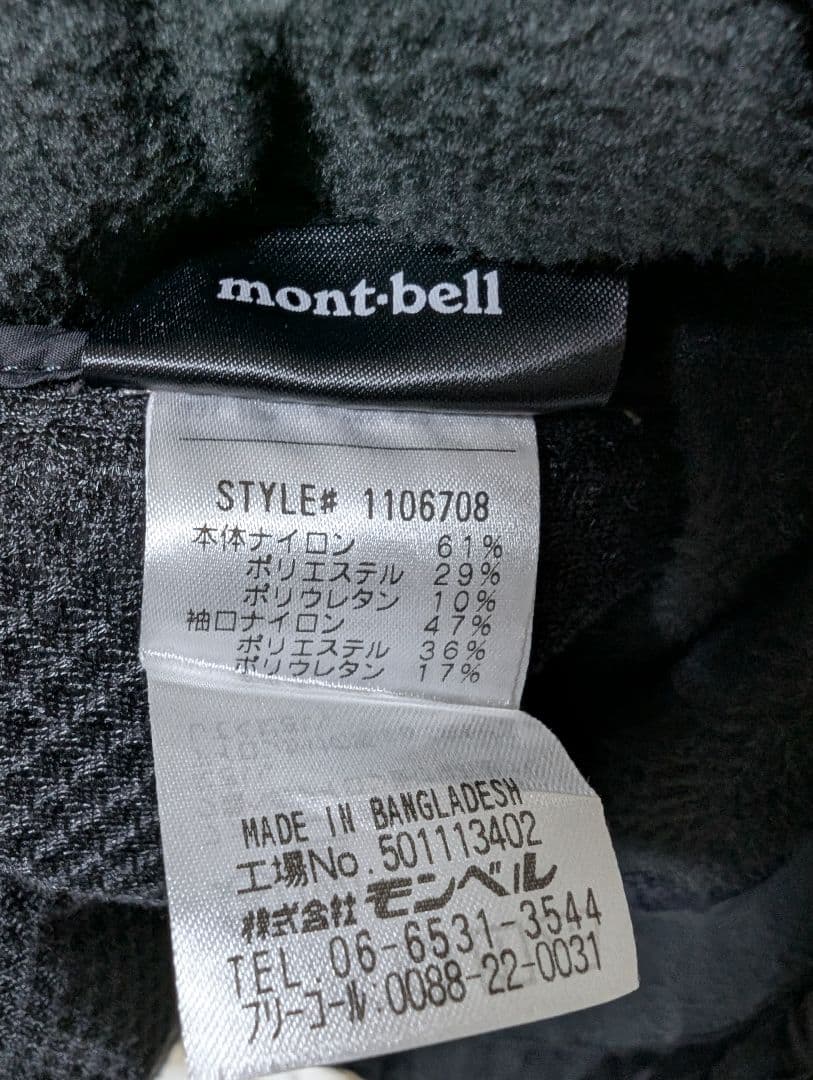 mont-bell
STYLE# 1106708
本体ナイロン 61%
ポリエステル 29%
ポリウレタン 10%
袖口ナイロン 47%
ポリエステル 36%
ポリウレタン 17%
MADE IN BANGLADESH
工場No.501113402
株式会社 モンベル
TEL.06-6531-3544
フリーコール:0088-22-0031